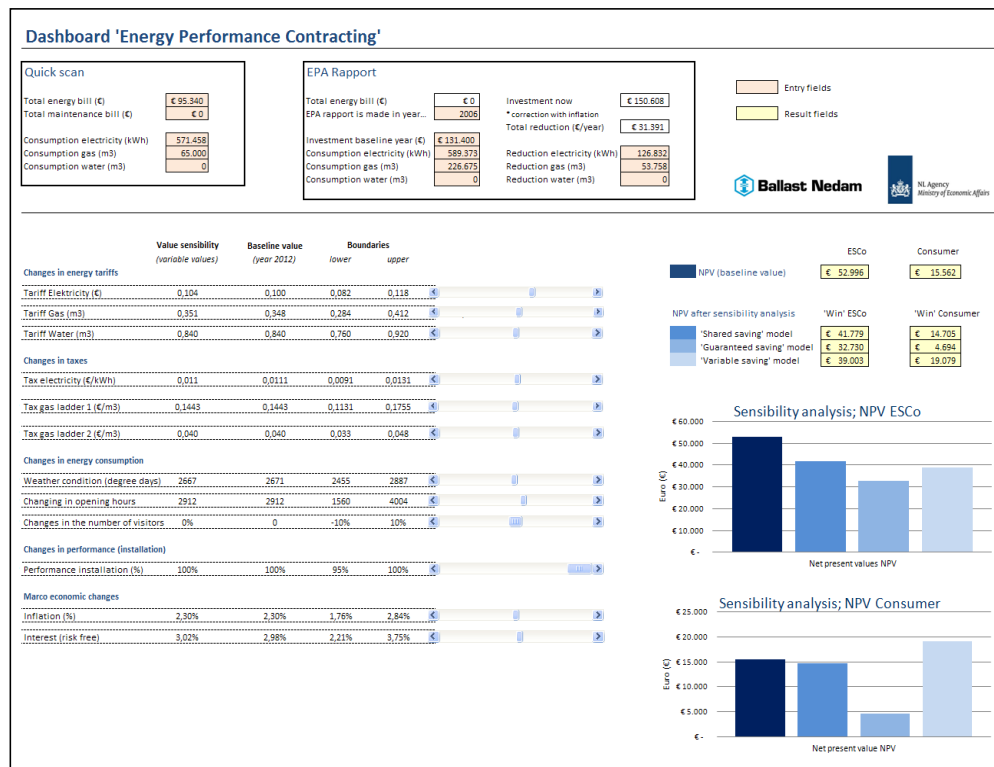 Dashboard 'Energy Performance Contracting'
Quick scan
Total energy bill (€) € 95.340
Total maintenance bill (€) € 0
Consumption electricity (kWh) 571.458
Consumption gas (m3) 65.000
Consumption water (m3) 0
EPA Rapport
Total energy bill (€) € 0 Investment now € 150.608
EPA rapport is made in year... 2006 * correction with inflation
Total reduction (€/year) € 31.391
Investment baseline year (€) € 131.400
Consumption electricity (kWh) 589.373 Reduction electricity (kWh) 126.832
Consumption gas (m3) 226.675 Reduction gas (m3) 53.758
Consumption water (m3) 0 Reduction water (m3) 0
Entry fields
Result fields
Ballast Nedam
NL Agency
Ministry of Economic Affairs
Value sensibility Baseline value Boundaries
(variable values) (year 2012) lower upper
Changes in energy tariffs
Tariff Elektricity (€) 0,104 0,100 0,082 0,118
Tariff Gas (m3) 0,351 0,348 0,284 0,412
Tariff Water (m3) 0,840 0,840 0,760 0,920
Changes in taxes
Tax electricity (€/kWh) 0,011 0,0111 0,0091 0,0131
Tax gas ladder 1 (€/m3) 0,1443 0,1443 0,1131 0,1755
Tax gas ladder 2 (€/m3) 0,040 0,040 0,033 0,048
Changes in energy consumption
Weather condition (degree days) 2667 2671 2455 2887
Changing in opening hours 2912 2912 1560 4004
Changes in the number of visitors 0% 0 -10% 10%
Changes in performance (installation)
Performance installation (%) 100% 100% 95% 100%
Marco economic changes
Inflation (%) 2,30% 2,30% 1,76% 2,84%
Interest (risk free) 3,02% 2,98% 2,21% 3,75%
ESCo Consumer
NPV (baseline value) € 52.996 € 15.562
NPV after sensibility analysis 'Win' ESCo 'Win' Consumer
'Shared saving' model € 41.779 € 14.705
'Guaranteed saving' model € 32.730 € 4.694
'Variable saving' model € 39.003 € 19.079
Sensibility analysis; NPV ESCo
€ 60.000
€ 50.000
€ 40.000
€ 30.000
€ 20.000
€ 10.000
€ -
Euro (€)
Net present values NPV
Sensibility analysis; NPV Consumer
€ 25.000
€ 20.000
€ 15.000
€ 10.000
€ 5.000
€ -
Euro (€)
Net present value NPV